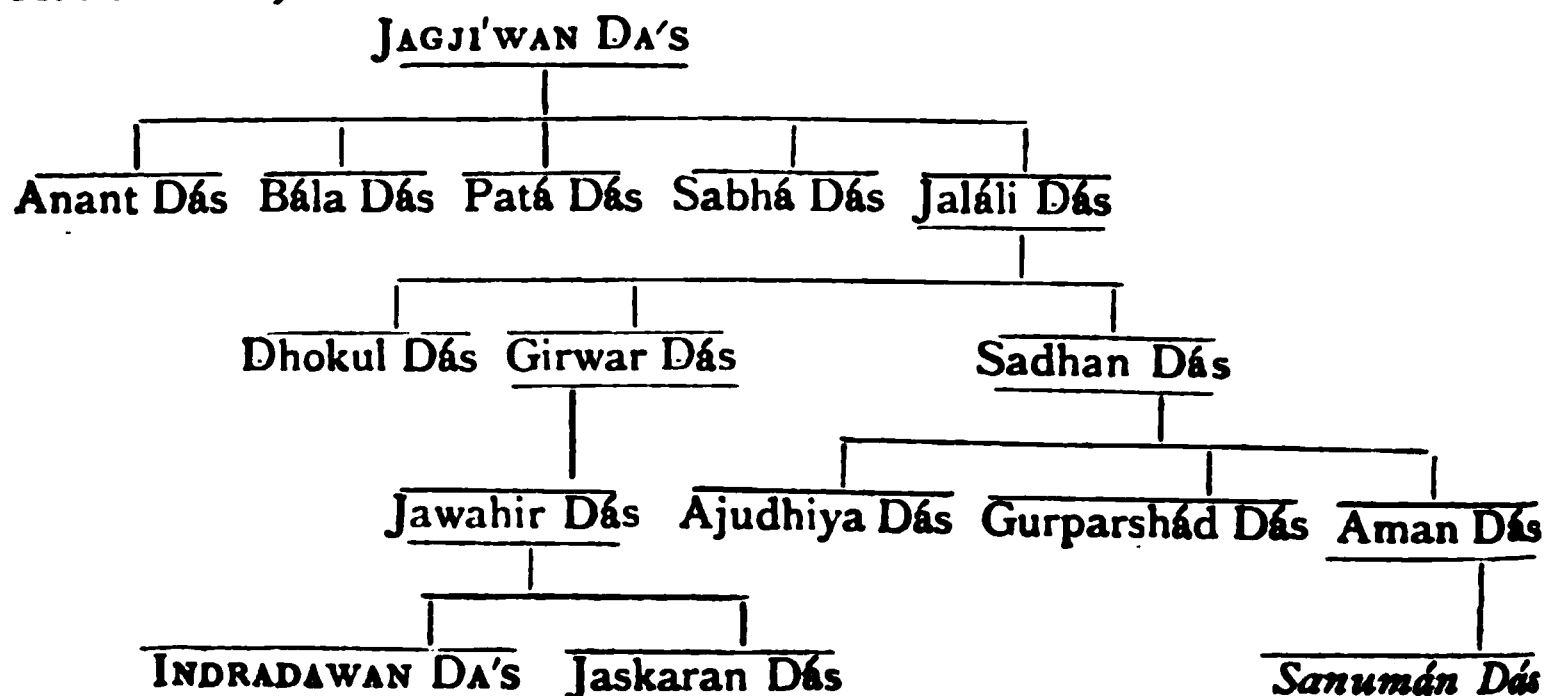 JAGJI'WAN DA'S
Anant Dás Bála Dás Patá Dás Sabhá Dás Jaláli Dás
Dhokul Dás Girwar Dás Sadhan Dás
Jawahir Dás Ajudhiya Dás Gurparshád Dás Aman Dás
INDRADAWAN DA'S Jaskaran Dás Sanumán Dás